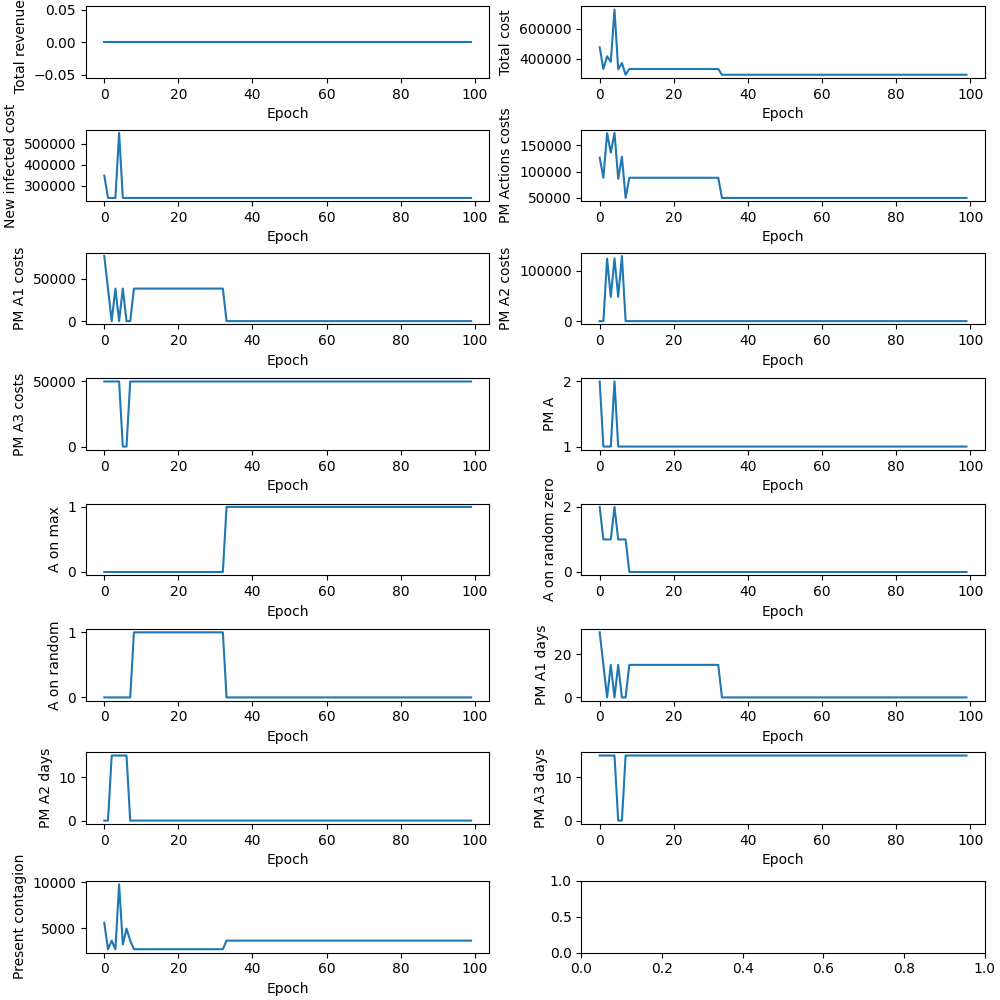 Total revenue
0.05
0.00
−0.05
0 20 40 60 80 100
Epoch
Total cost
600000
400000
0 20 40 60 80 100
Epoch
New infected cost
500000
400000
300000
0 20 40 60 80 100
Epoch
PM Actions costs
150000
100000
50000
0 20 40 60 80 100
Epoch
PM A1 costs
50000
0
0 20 40 60 80 100
Epoch
PM A2 costs
100000
0
0 20 40 60 80 100
Epoch
PM A3 costs
50000
0
0 20 40 60 80 100
Epoch
PM A
2
1
0 20 40 60 80 100
Epoch
A on max
1
0
0 20 40 60 80 100
Epoch
A on random zero
2
0
0 20 40 60 80 100
Epoch
A on random
1
0
0 20 40 60 80 100
Epoch
PM A1 days
20
0
0 20 40 60 80 100
Epoch
PM A2 days
10
0
0 20 40 60 80 100
Epoch
PM A3 days
10
0
0 20 40 60 80 100
Epoch
Present contagion
10000
5000
0 20 40 60 80 100
Epoch
1.0
0.5
0.0
0.0 0.2 0.4 0.6 0.8 1.0